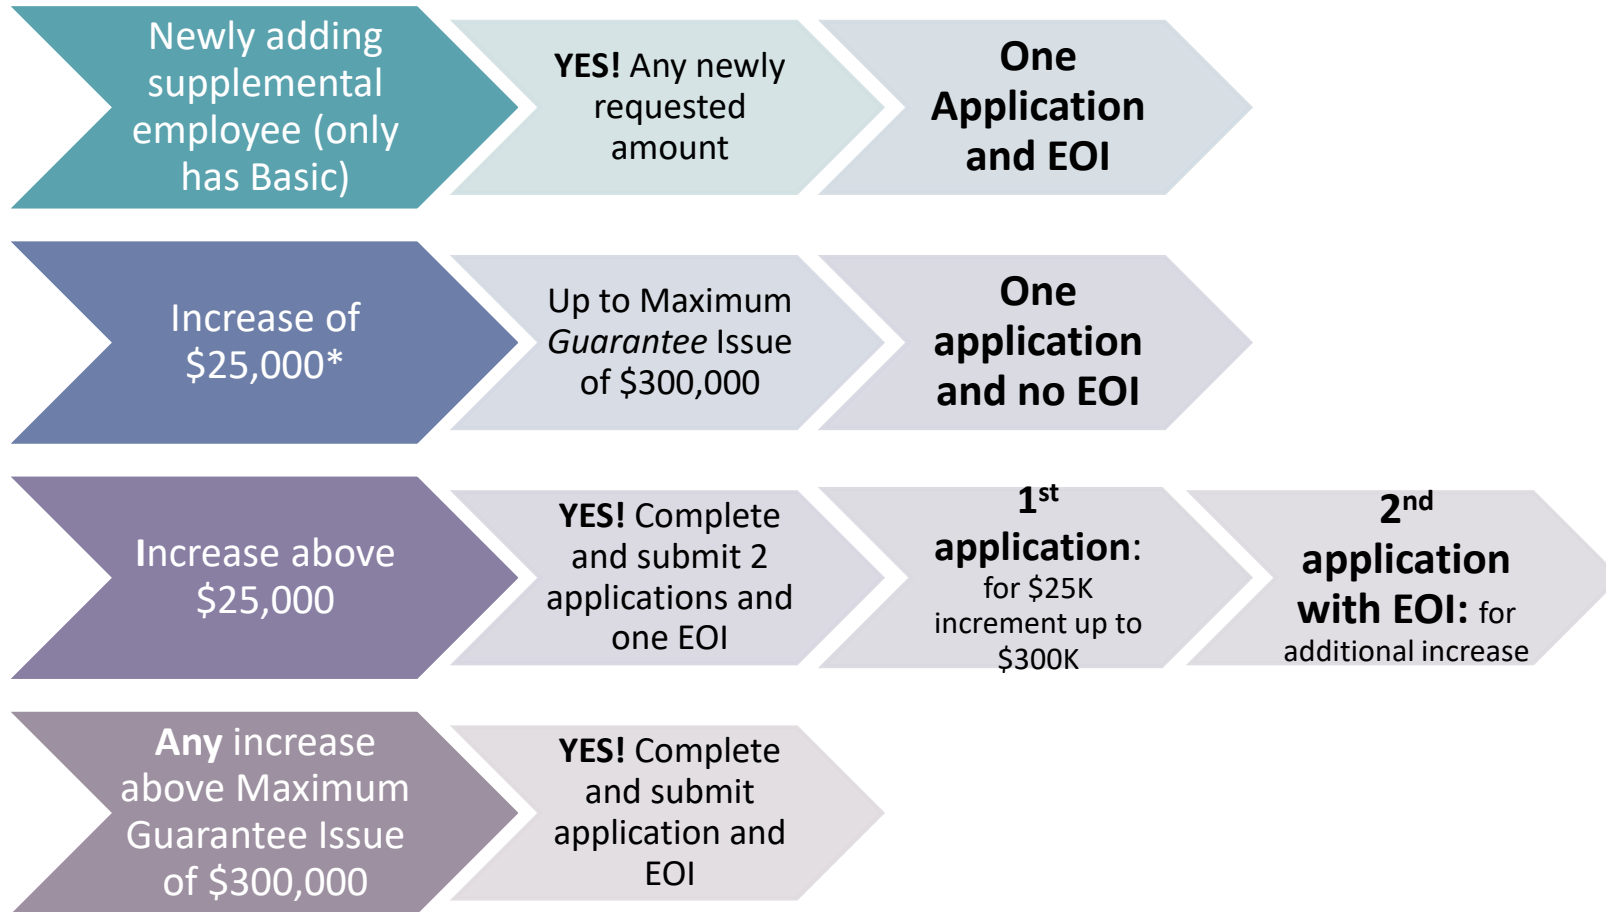 Newly adding
supplemental
employee (only
has Basic)
YES! Any newly
requested
amount
One
Application
and EOI
Increase of
$25,000*
Up to Maximum
Guarantee Issue
of $300,000
One
application
and no EOI
Increase above
$25,000
YES! Complete
and submit 2
applications and
one EOI
1st
application:
for $25K
increment up to
$300K
2nd
application
with EOI: for
additional increase
Any increase
above Maximum
Guarantee Issue
of $300,000
YES! Complete
and submit
application and
EOI